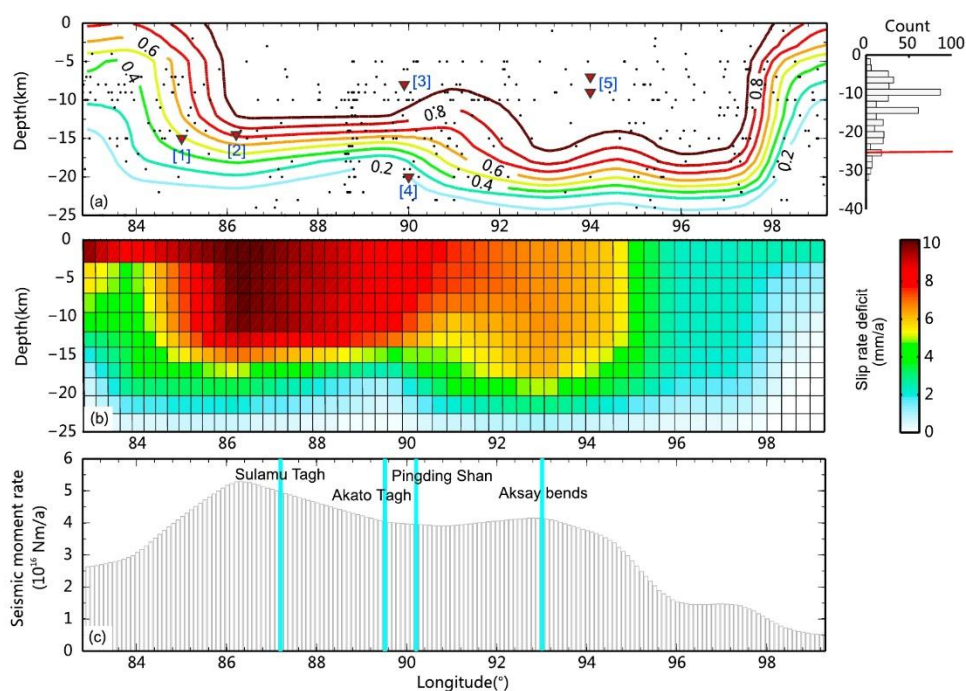 Count
0 50 100
0
-5
-10
-15
-20
-25
Depth(km)
0.6
0.4
0.8
0.2
0.6
0.4
0.8
0.2
[1]
[2]
[3]
[4]
[5]
(a)
84 86 88 90 92 94 96 98
0
-10
-20
-30
-40
0
-5
-10
-15
-20
-25
Depth(km)
(b)
84 86 88 90 92 94 96 98
10
8
6
4
2
0
Slip rate deficit
(mm/a)
6
5
4
3
2
1
0
Seismic moment rate
(10¹⁶ Nm/a)
Sulamu Tagh
Pingding Shan
Akato Tagh
Aksay bends
(c)
84 86 88 90 92 94 96 98
Longitude(°)